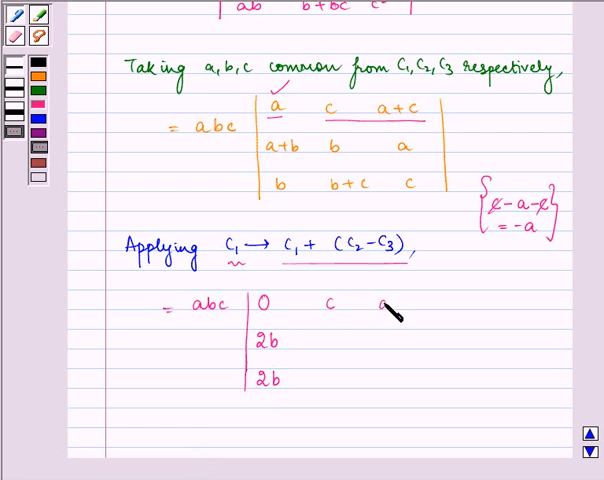 ab b+bc c²
Taking a, b, c common from C₁, C₂, C₃ respectively,
= abc | a c a+c |
| a+b b a |
| b b+c c |
{ c - a - c
= -a }
Applying C₁ → C₁ + (C₂ - C₃),
= abc | 0 c a
| 2b
| 2b